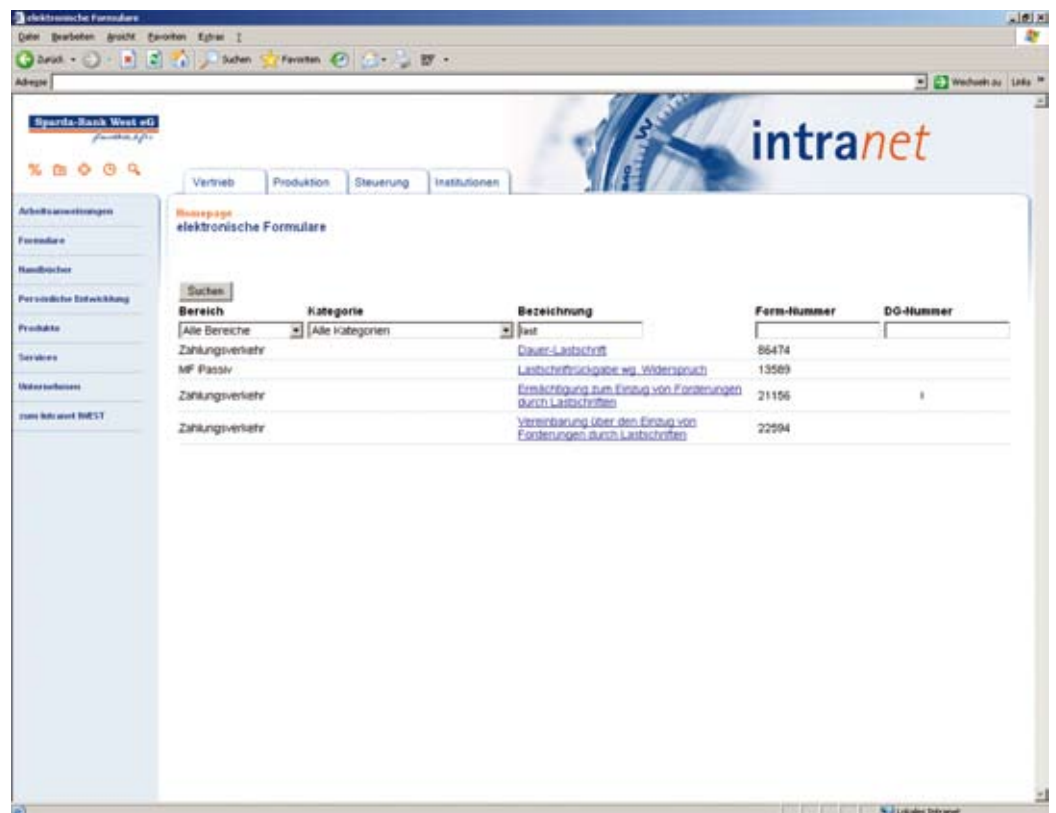 elektronische Formulare
Datei Bearbeiten Ansicht Favoriten Extras ?
Zurück Suchen Favoriten
Adresse Wechseln zu Links »
Sparda-Bank West eG
freundlich & fair
intranet
Vertrieb Produktion Steuerung Institutionen
Arbeitsanweisungen
Homepage
elektronische Formulare
Formulare
Handbücher
Persönliche Entwicklung
Produkte
Services
Unternehmen
zum Intranet BWEST
Suchen
Bereich Kategorie Bezeichnung Form-Nummer DG-Nummer
Alle Bereiche Alle Kategorien last
Zahlungsverkehr Dauer-Lastschrift 86474
MF Passiv Lastschriftrückgabe wg. Widerspruch 13589
Zahlungsverkehr Ermächtigung zum Einzug von Forderungen durch Lastschriften 21156
Zahlungsverkehr Vereinbarung über den Einzug von Forderungen durch Lastschriften 22594
Lokales Intranet